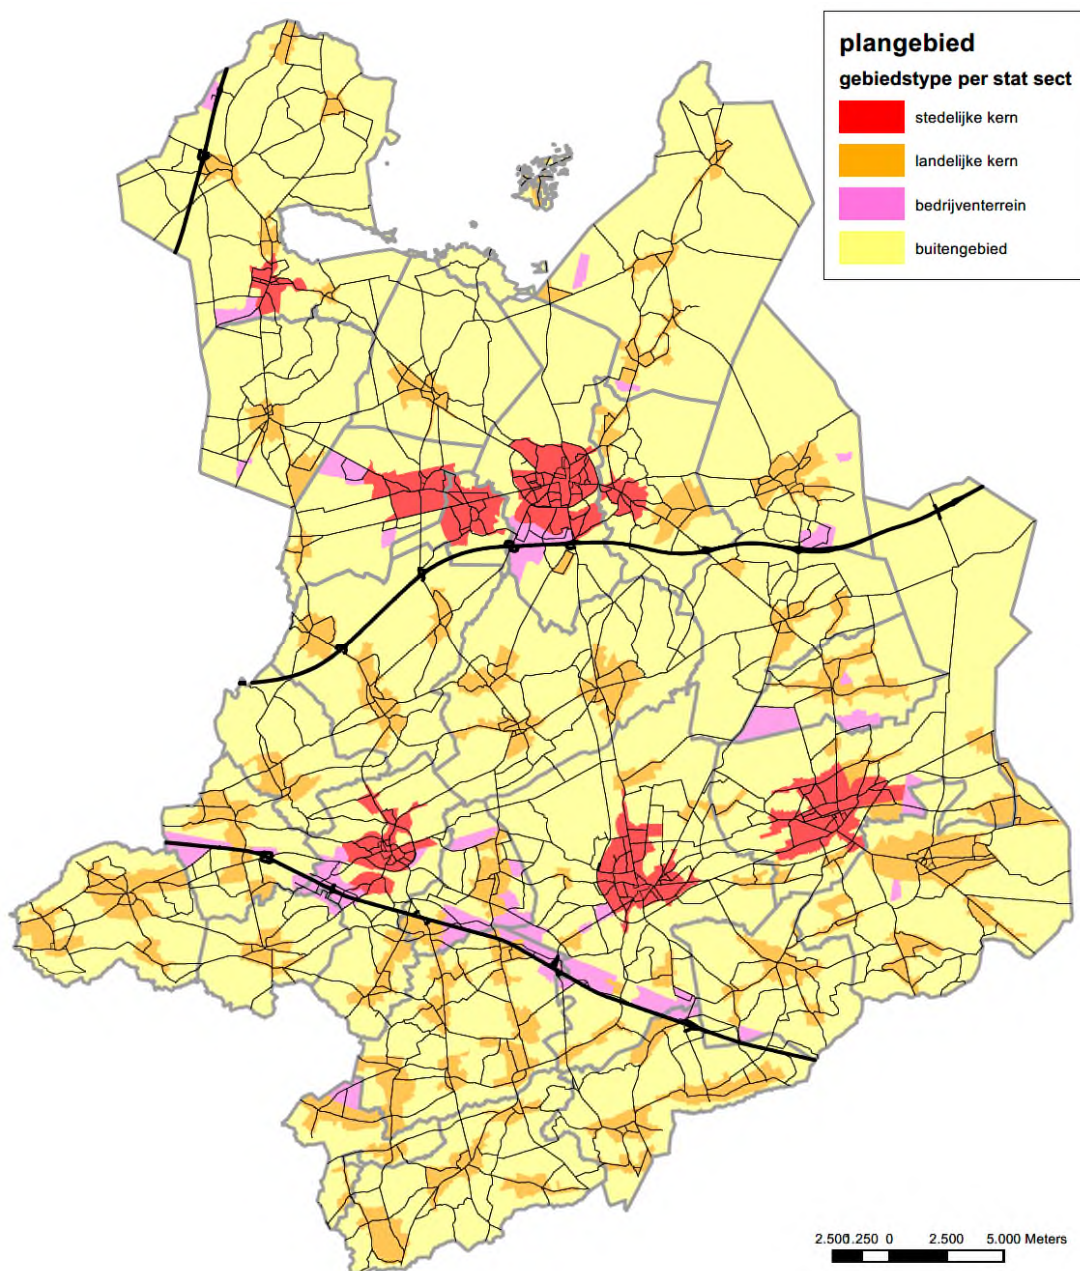 plangebied
gebiedstype per stat sect
stedelijke kern
landelijke kern
bedrijventerrein
buitengebied
2.500 1.250 0 2.500 5.000 Meters